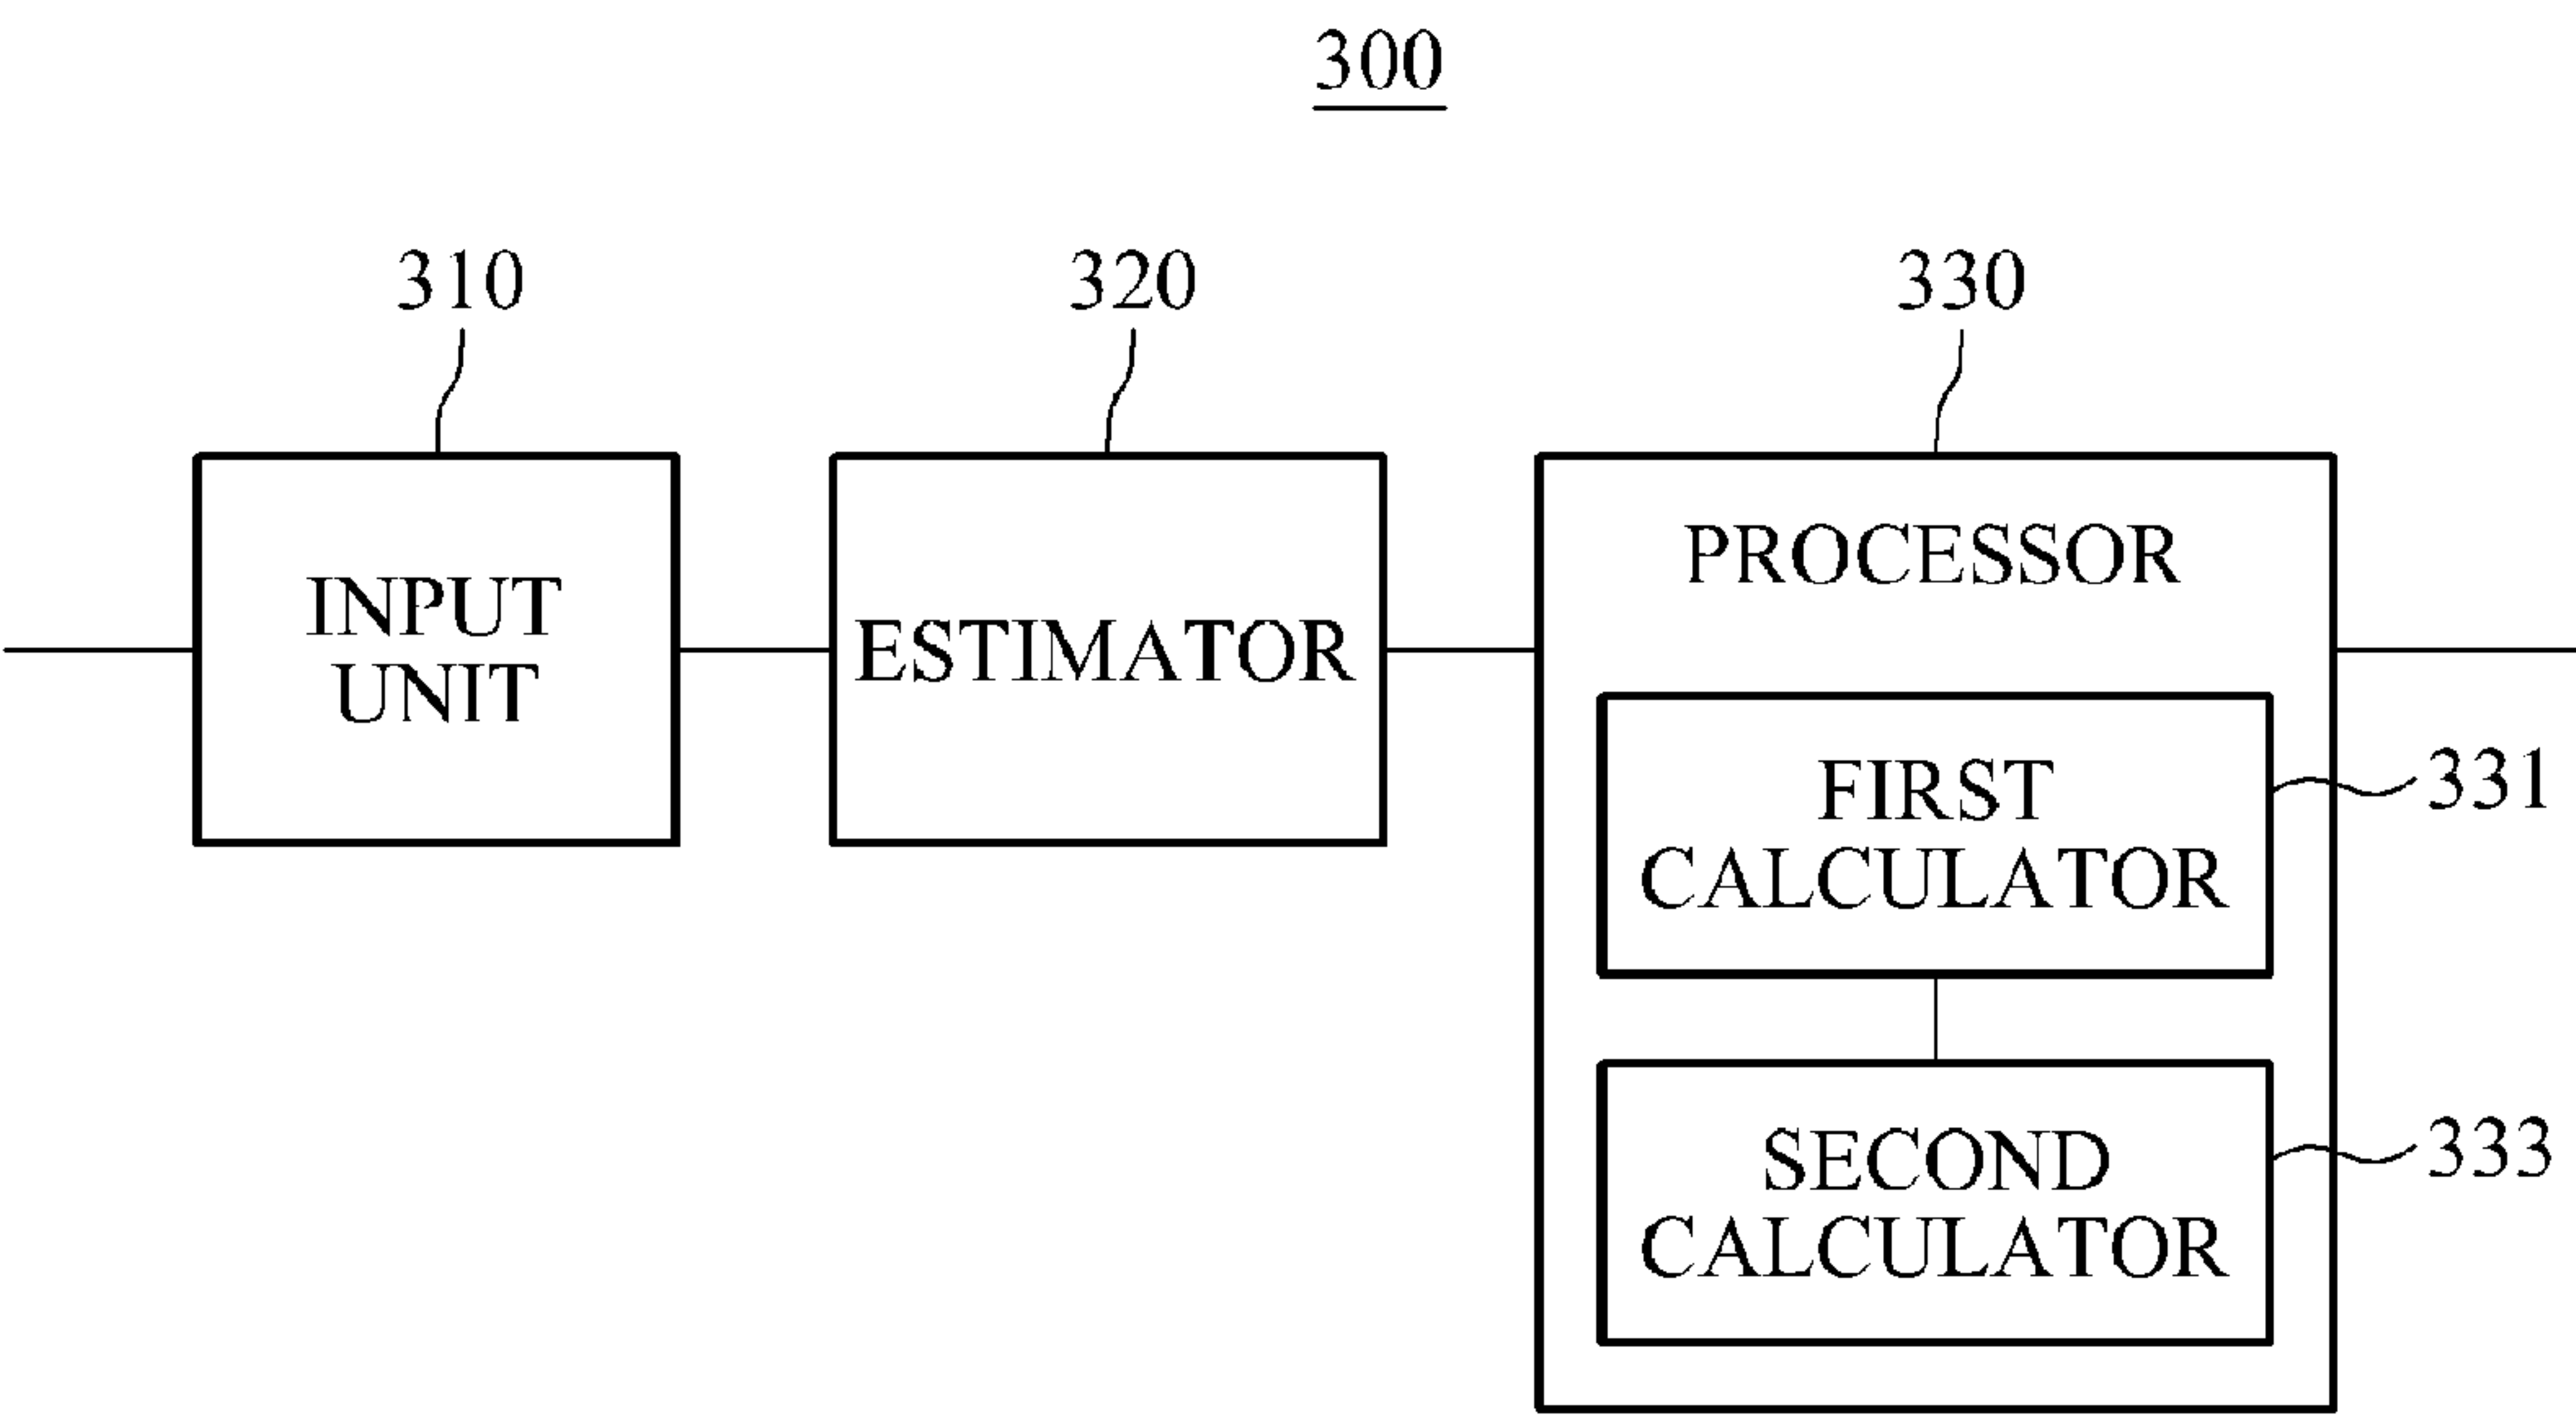 300
310
320
330
INPUT
UNIT
ESTIMATOR
PROCESSOR
FIRST
CALCULATOR
331
SECOND
CALCULATOR
333